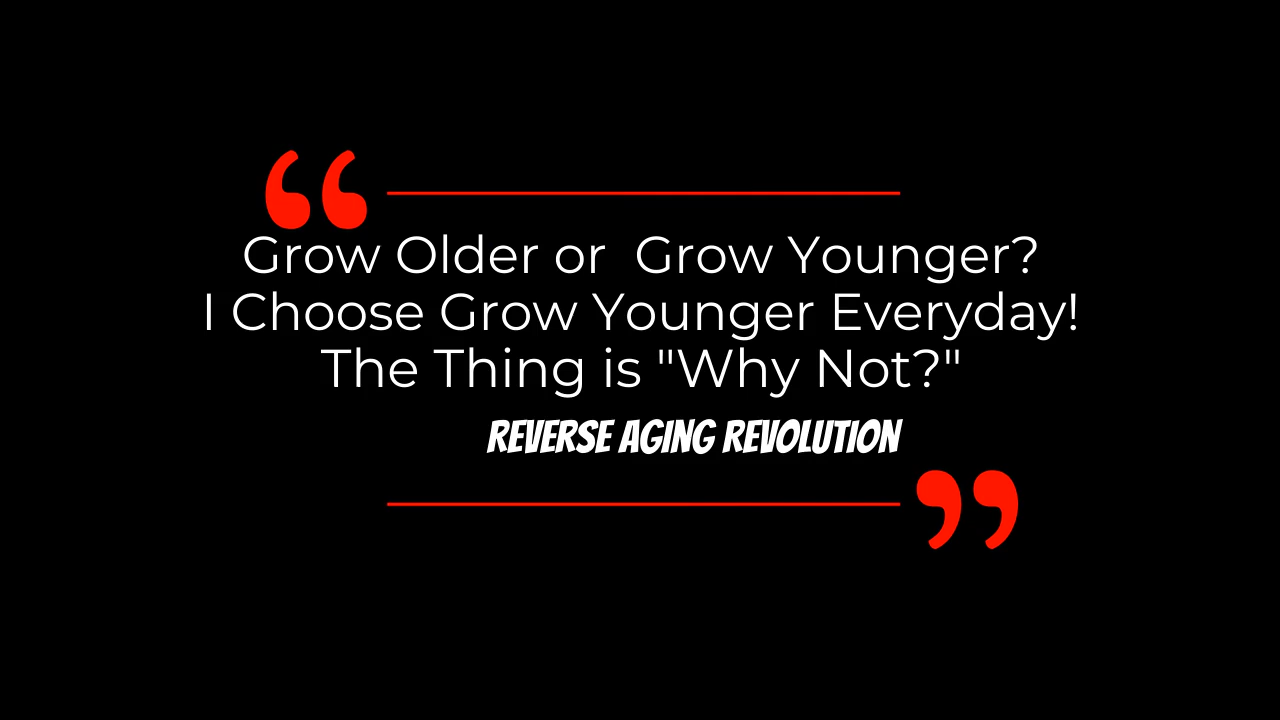 Grow Older or  Grow Younger?
I Choose Grow Younger Everyday!
The Thing is "Why Not?"
REVERSE AGING REVOLUTION